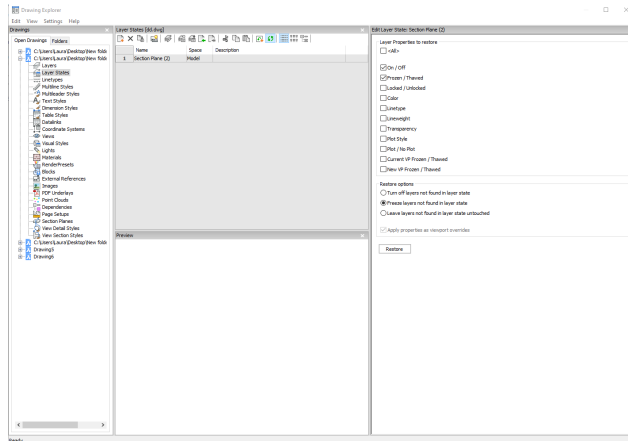 Drawing Explorer
Edit View Settings Help
Drawings
Open Drawings Folders
C:\Users\Laura\Desktop\New fold
C:\Users\Laura\Desktop\New fold
Layers
Layer States
Linetypes
Multiline Styles
Multileader Styles
Text Styles
Dimension Styles
Table Styles
Datalinks
Coordinate Systems
Views
Visual Styles
Lights
Materials
RenderPresets
Blocks
External References
Images
PDF Underlays
Point Clouds
Dependencies
Page Setups
Section Planes
View Detail Styles
View Section Styles
C:\Users\Laura\Desktop\New fold
Drawing5
Drawing6
Layer States [dd.dwg]
Name Space Description
1 Section Plane (2) Model
Preview
Edit Layer State: Section Plane (2)
Layer Properties to restore
<All>
On / Off
Frozen / Thawed
Locked / Unlocked
Color
Linetype
Lineweight
Transparency
Plot Style
Plot / No Plot
Current VP Frozen / Thawed
New VP Frozen / Thawed
Restore options
Turn off layers not found in layer state
Freeze layers not found in layer state
Leave layers not found in layer state untouched
Apply properties as viewport overrides
Restore
Ready